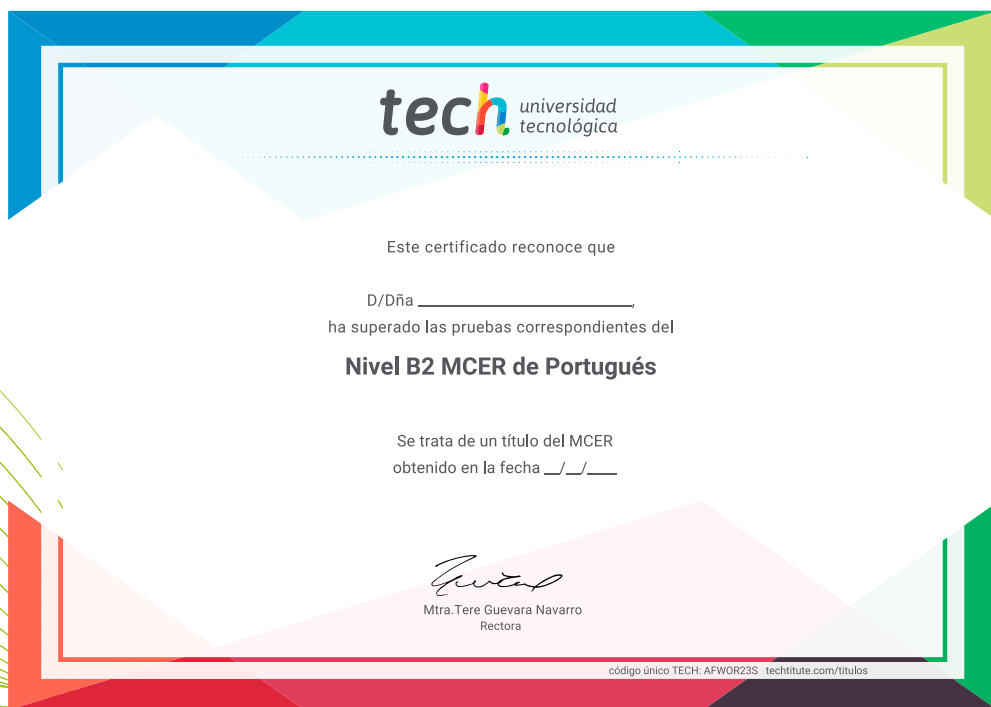 tech universidad
tecnológica
Este certificado reconoce que
D/Dña ____________________,
ha superado las pruebas correspondientes del
Nivel B2 MCER de Portugués
Se trata de un título del MCER
obtenido en la fecha __/__/____
Mtra.Tere Guevara Navarro
Rectora
código único TECH: AFWOR23S techtitute.com/titulos